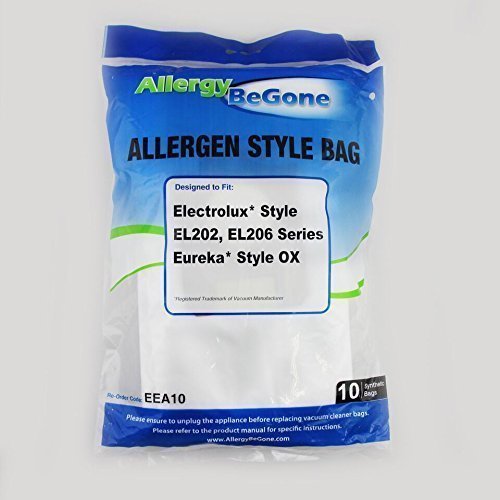 Allergy
BeGone
ALLERGEN STYLE BAG
Designed to Fit:
Electrolux* Style
EL202, EL206 Series
Eureka* Style OX
*Registered Trademark of Vacuum Manufacturer
Re-Order Code: EEA10
10 Synthetic
Bags
Please ensure to unplug the appliance before replacing vacuum cleaner bags.
Please refer to the product manual for specific instructions.
www.AllergyBeGone.com